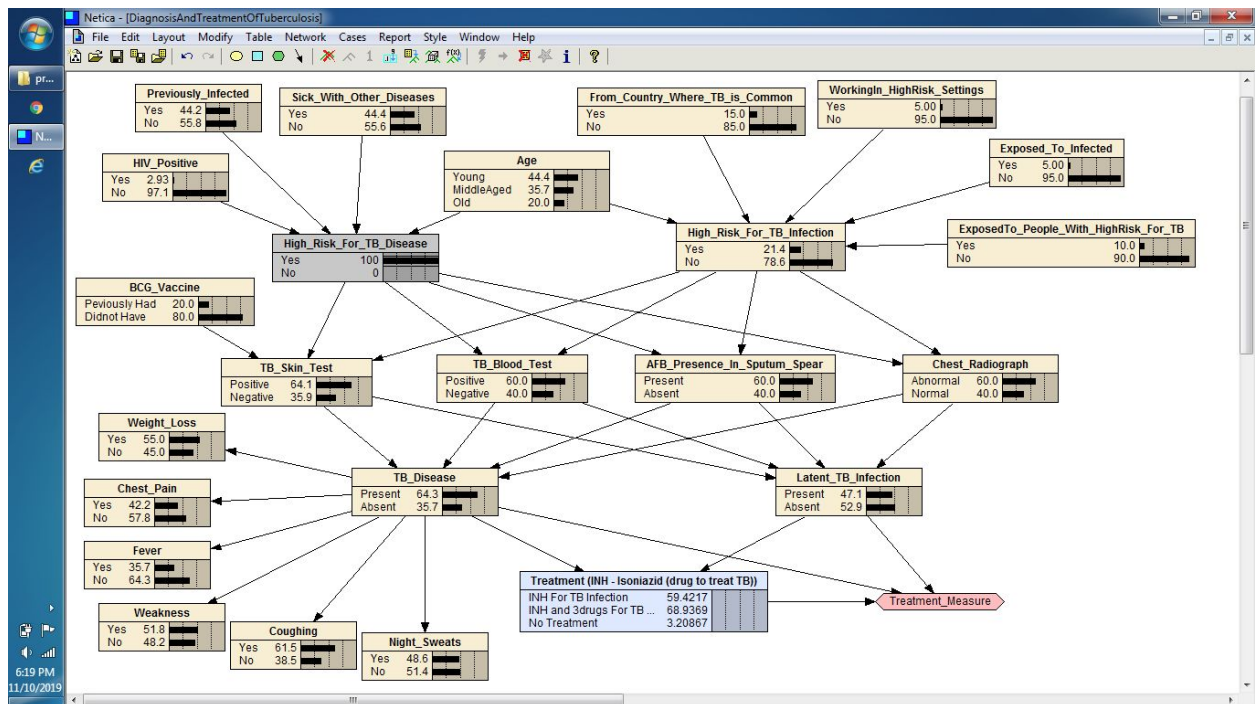 Netica - [DiagnosisAndTreatmentOfTuberculosis]
File Edit Layout Modify Table Network Cases Report Style Window Help
pr...
N...
Previously_Infected
Yes 44.2
No 55.8
Sick_With_Other_Diseases
Yes 44.4
No 55.6
From_Country_Where_TB_is_Common
Yes 15.0
No 85.0
WorkingIn_HighRisk_Settings
Yes 5.00
No 95.0
HIV_Positive
Yes 2.93
No 97.1
Age
Young 44.4
MiddleAged 35.7
Old 20.0
Exposed_To_Infected
Yes 5.00
No 95.0
High_Risk_For_TB_Disease
Yes 100
No 0
High_Risk_For_TB_Infection
Yes 21.4
No 78.6
ExposedTo_People_With_HighRisk_For_TB
Yes 10.0
No 90.0
BCG_Vaccine
Peviously Had 20.0
Didnot Have 80.0
TB_Skin_Test
Positive 64.1
Negative 35.9
TB_Blood_Test
Positive 60.0
Negative 40.0
AFB_Presence_In_Sputum_Spear
Present 60.0
Absent 40.0
Chest_Radiograph
Abnormal 60.0
Normal 40.0
Weight_Loss
Yes 55.0
No 45.0
TB_Disease
Present 64.3
Absent 35.7
Latent_TB_Infection
Present 47.1
Absent 52.9
Chest_Pain
Yes 42.2
No 57.8
Fever
Yes 35.7
No 64.3
Treatment (INH - Isoniazid (drug to treat TB))
INH For TB Infection 59.4217
INH and 3drugs For TB ... 68.9369
No Treatment 3.20867
Treatment_Measure
Weakness
Yes 51.8
No 48.2
Coughing
Yes 61.5
No 38.5
Night_Sweats
Yes 48.6
No 51.4
6:19 PM
11/10/2019